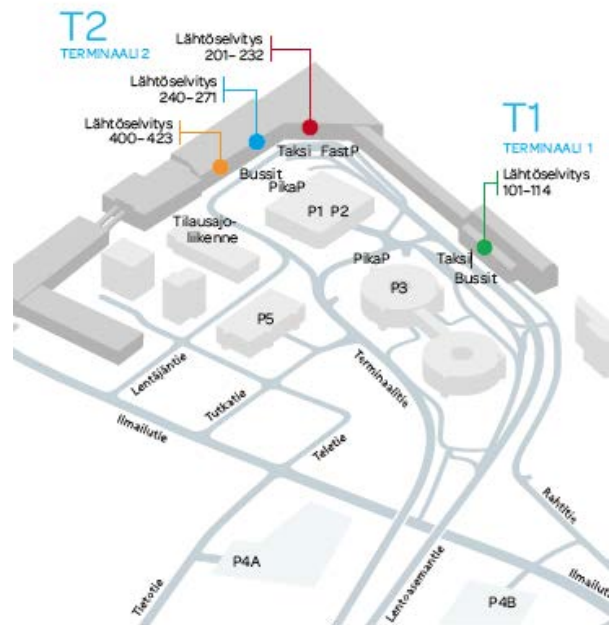 T2
TERMINAALI 2
Lähtöselvitys
201–232
Lähtöselvitys
240–271
Lähtöselvitys
400–423
T1
TERMINAALI 1
Lähtöselvitys
101–114
Taksi FastP
Bussit
PikaP
P1 P2
Tilausajo-
liikenne
PikaP
Taksi
Bussit
P3
P5
Lentäjäntie
Tutkatie
Terminaalitie
Ilmailutie
Teletie
Rahtitie
P4A
Tietotie
Lentoasemantie
P4B
Ilmailutie